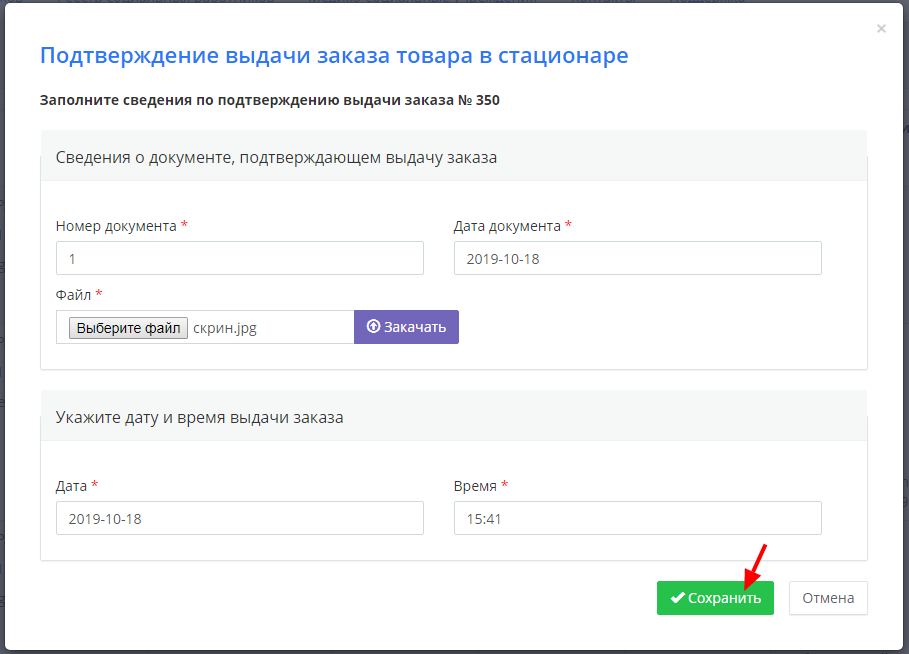 ×
Подтверждение выдачи заказа товара в стационаре
Заполните сведения по подтверждению выдачи заказа № 350
Сведения о документе, подтверждающем выдачу заказа
Номер документа * Дата документа *
1 2019-10-18
Файл *
Выберите файл скрин.jpg Закачать
Укажите дату и время выдачи заказа
Дата * Время *
2019-10-18 15:41
Сохранить Отмена